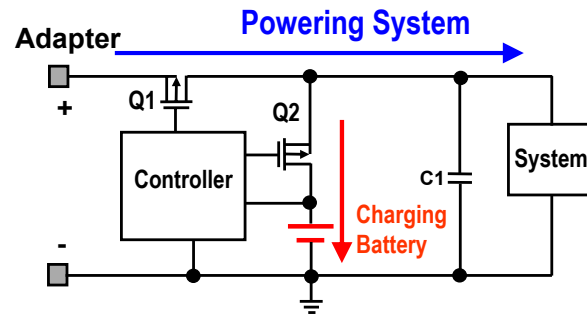 Powering System
Adapter
+
Q1
Q2
Controller
C1
System
Charging
Battery
-